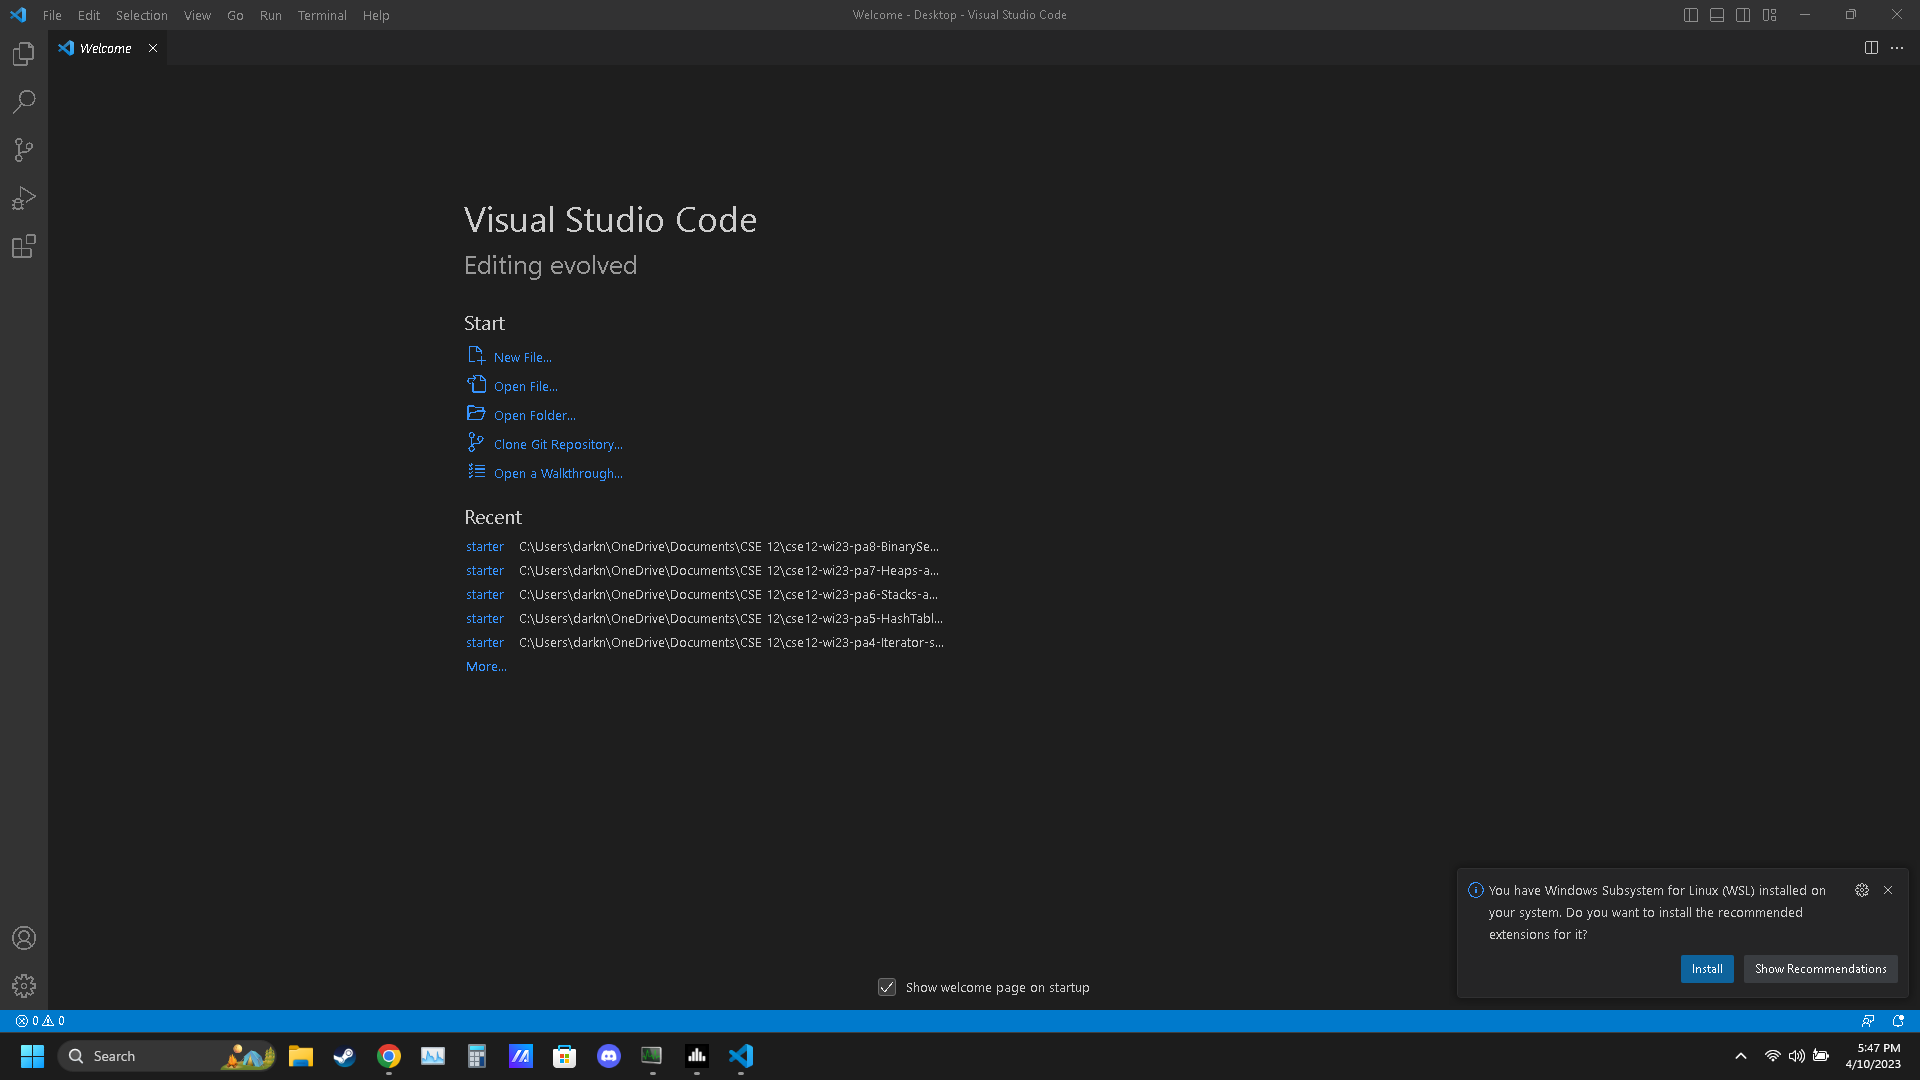 File Edit Selection View Go Run Terminal Help
Welcome - Desktop - Visual Studio Code
Welcome
Visual Studio Code
Editing evolved
Start
New File...
Open File...
Open Folder...
Clone Git Repository...
Open a Walkthrough...
Recent
starter C:\Users\darkn\OneDrive\Documents\CSE 12\cse12-wi23-pa8-BinarySe...
starter C:\Users\darkn\OneDrive\Documents\CSE 12\cse12-wi23-pa7-Heaps-a...
starter C:\Users\darkn\OneDrive\Documents\CSE 12\cse12-wi23-pa6-Stacks-a...
starter C:\Users\darkn\OneDrive\Documents\CSE 12\cse12-wi23-pa5-HashTabl...
starter C:\Users\darkn\OneDrive\Documents\CSE 12\cse12-wi23-pa4-Iterator-s...
More...
You have Windows Subsystem for Linux (WSL) installed on
your system. Do you want to install the recommended
extensions for it?
Install Show Recommendations
Show welcome page on startup
0 0
Search
5:47 PM
4/10/2023